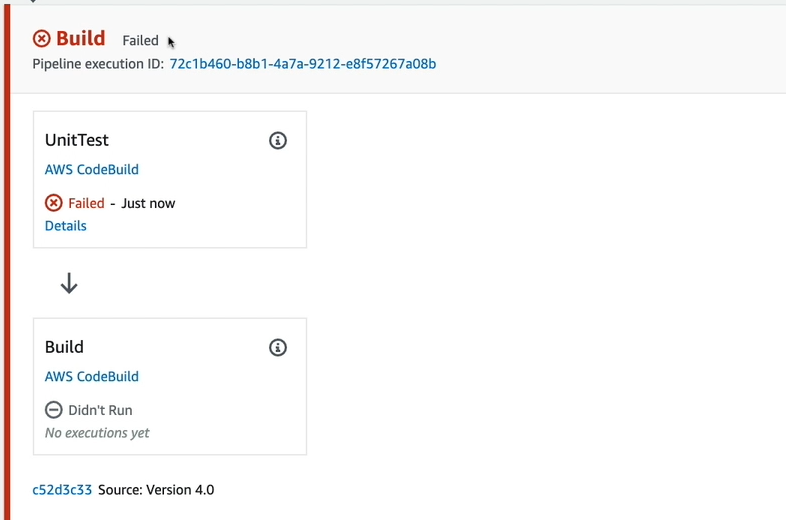 Build Failed
Pipeline execution ID: 72c1b460-b8b1-4a7a-9212-e8f57267a08b
UnitTest
AWS CodeBuild
Failed - Just now
Details
Build
AWS CodeBuild
Didn't Run
No executions yet
c52d3c33 Source: Version 4.0